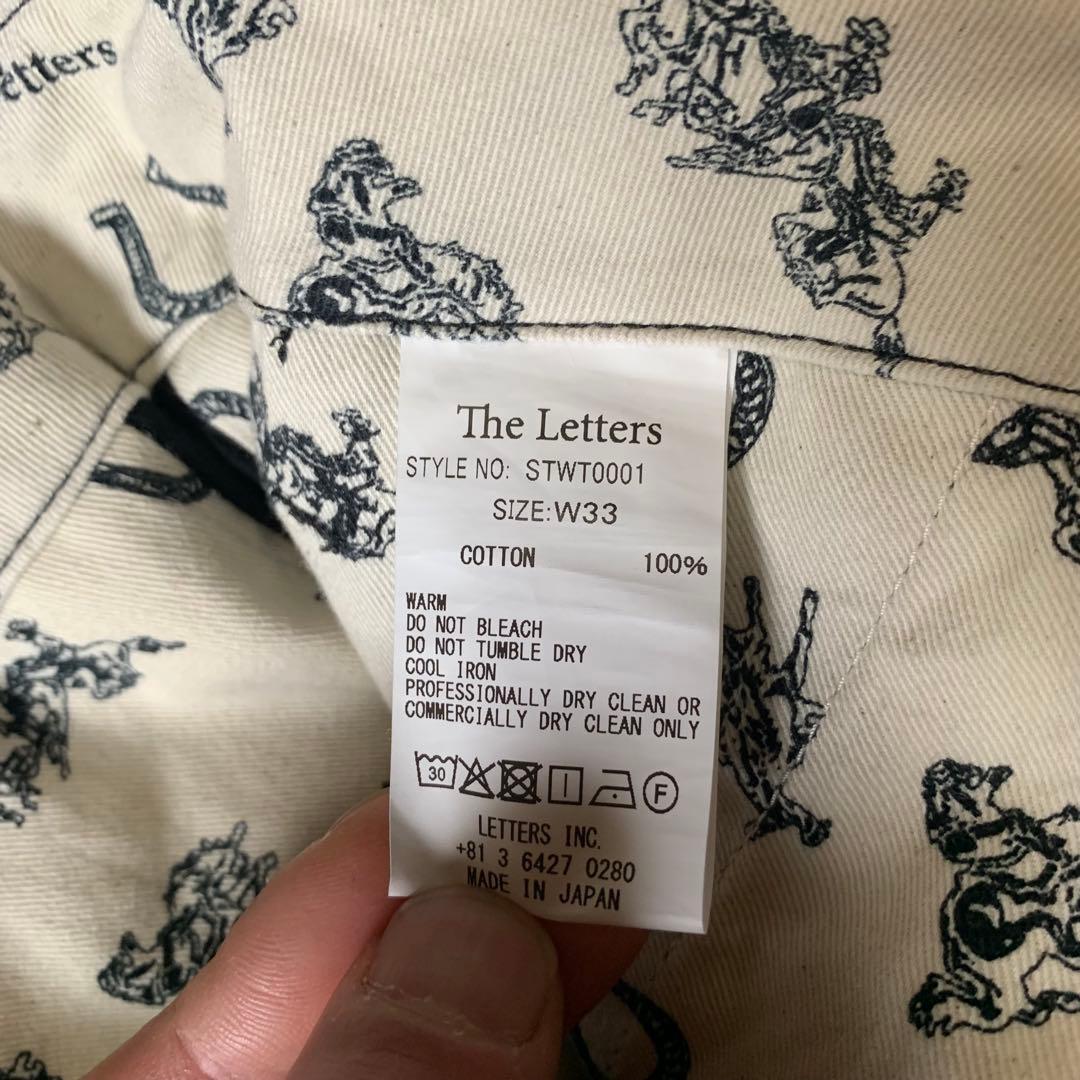 etters
The Letters
STYLE NO: STWT0001
SIZE:W33
COTTON 100%
WARM
DO NOT BLEACH
DO NOT TUMBLE DRY
COOL IRON
PROFESSIONALLY DRY CLEAN OR
COMMERCIALLY DRY CLEAN ONLY
30 F
LETTERS INC.
+81 3 6427 0280
MADE IN JAPAN